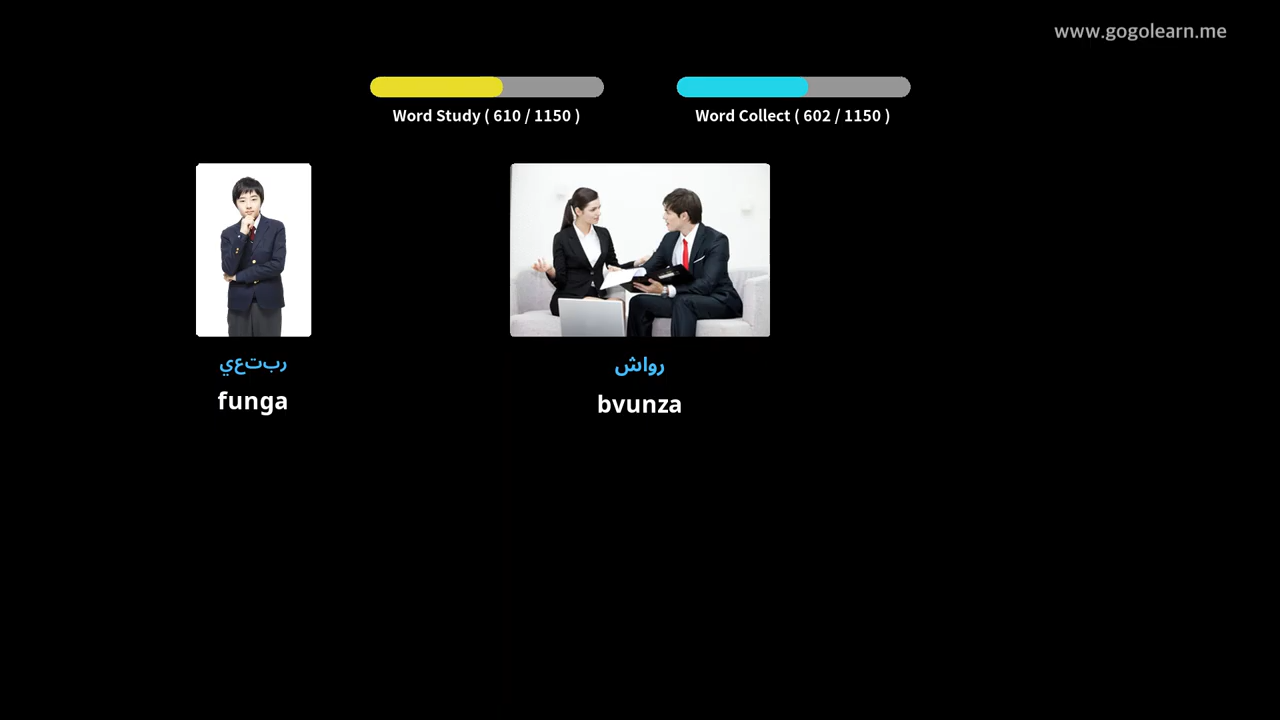 www.gogolearn.me
Word Study ( 610 / 1150 )
Word Collect ( 602 / 1150 )
ربتعي
funga
رواش
bvunza